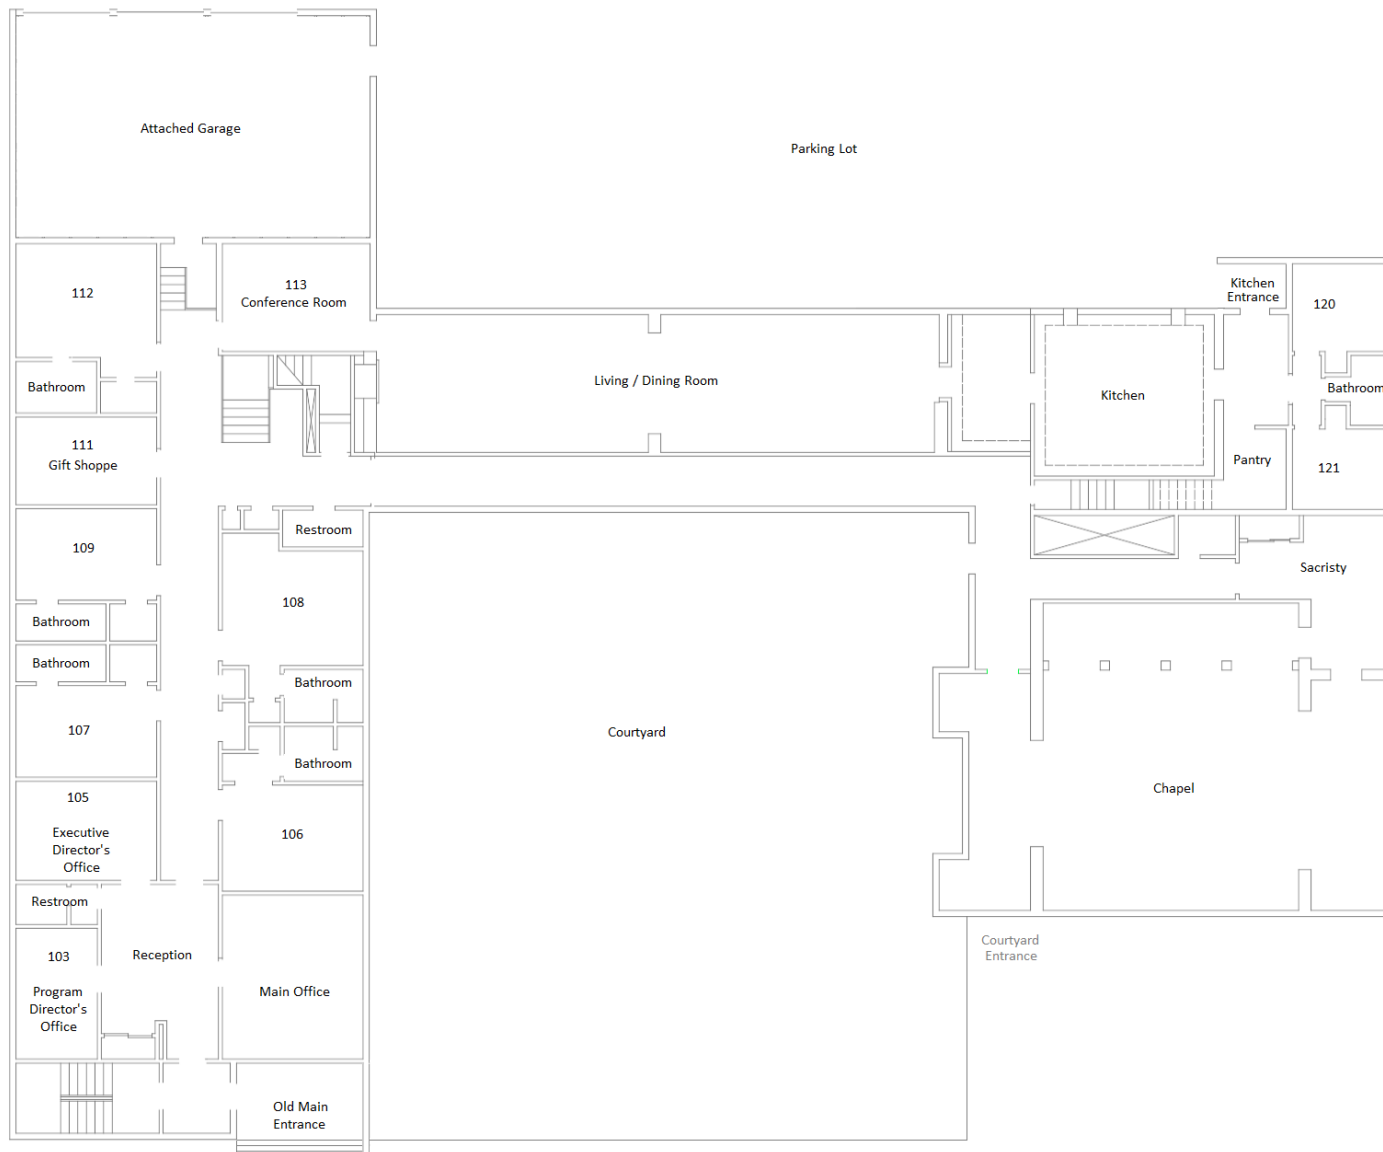 Attached Garage
Parking Lot
113
Conference Room
112
Kitchen
Entrance
120
Bathroom
Living / Dining Room
Kitchen
Bathroom
111
Gift Shoppe
Pantry
121
Restroom
109
Sacristy
108
Bathroom
Bathroom
Bathroom
107
Courtyard
Bathroom
Chapel
105
Executive
Director's
Office
106
Restroom
Reception
103
Program
Director's
Office
Main Office
Courtyard
Entrance
Old Main
Entrance